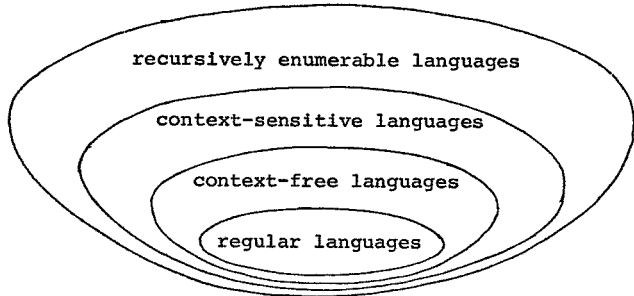 recursively enumerable languages
context-sensitive languages
context-free languages
regular languages